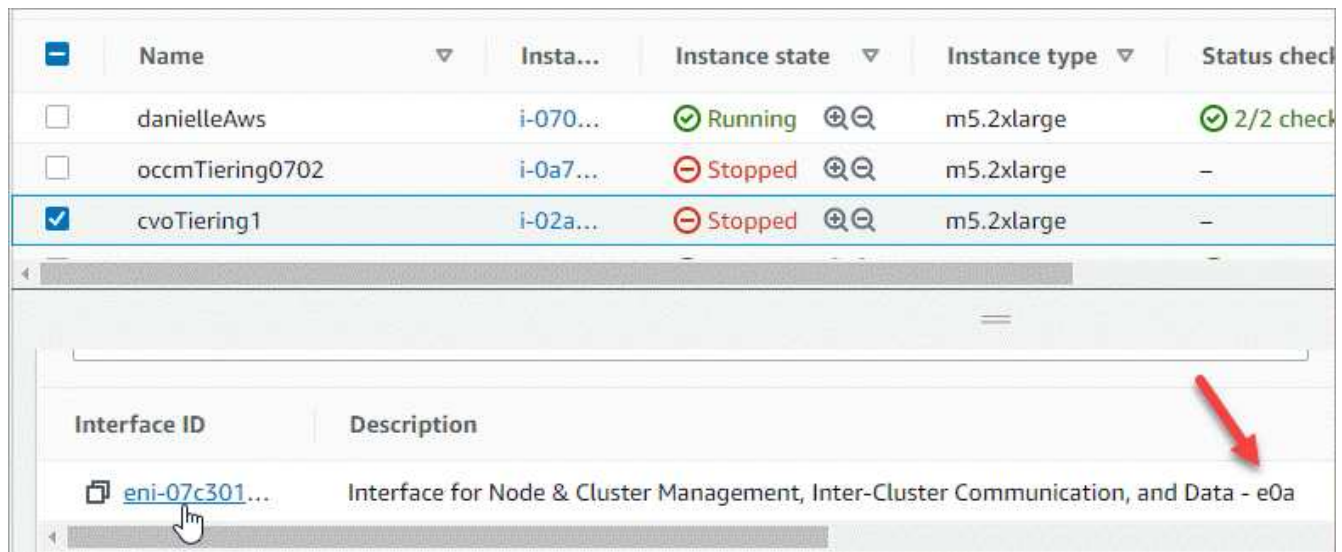 Name Insta... Instance state Instance type Status check
danielleAws i-070... Running m5.2xlarge 2/2 check
occmTiering0702 i-0a7... Stopped m5.2xlarge –
cvoTiering1 i-02a... Stopped m5.2xlarge –
Interface ID Description
eni-07c301... Interface for Node & Cluster Management, Inter-Cluster Communication, and Data - e0a